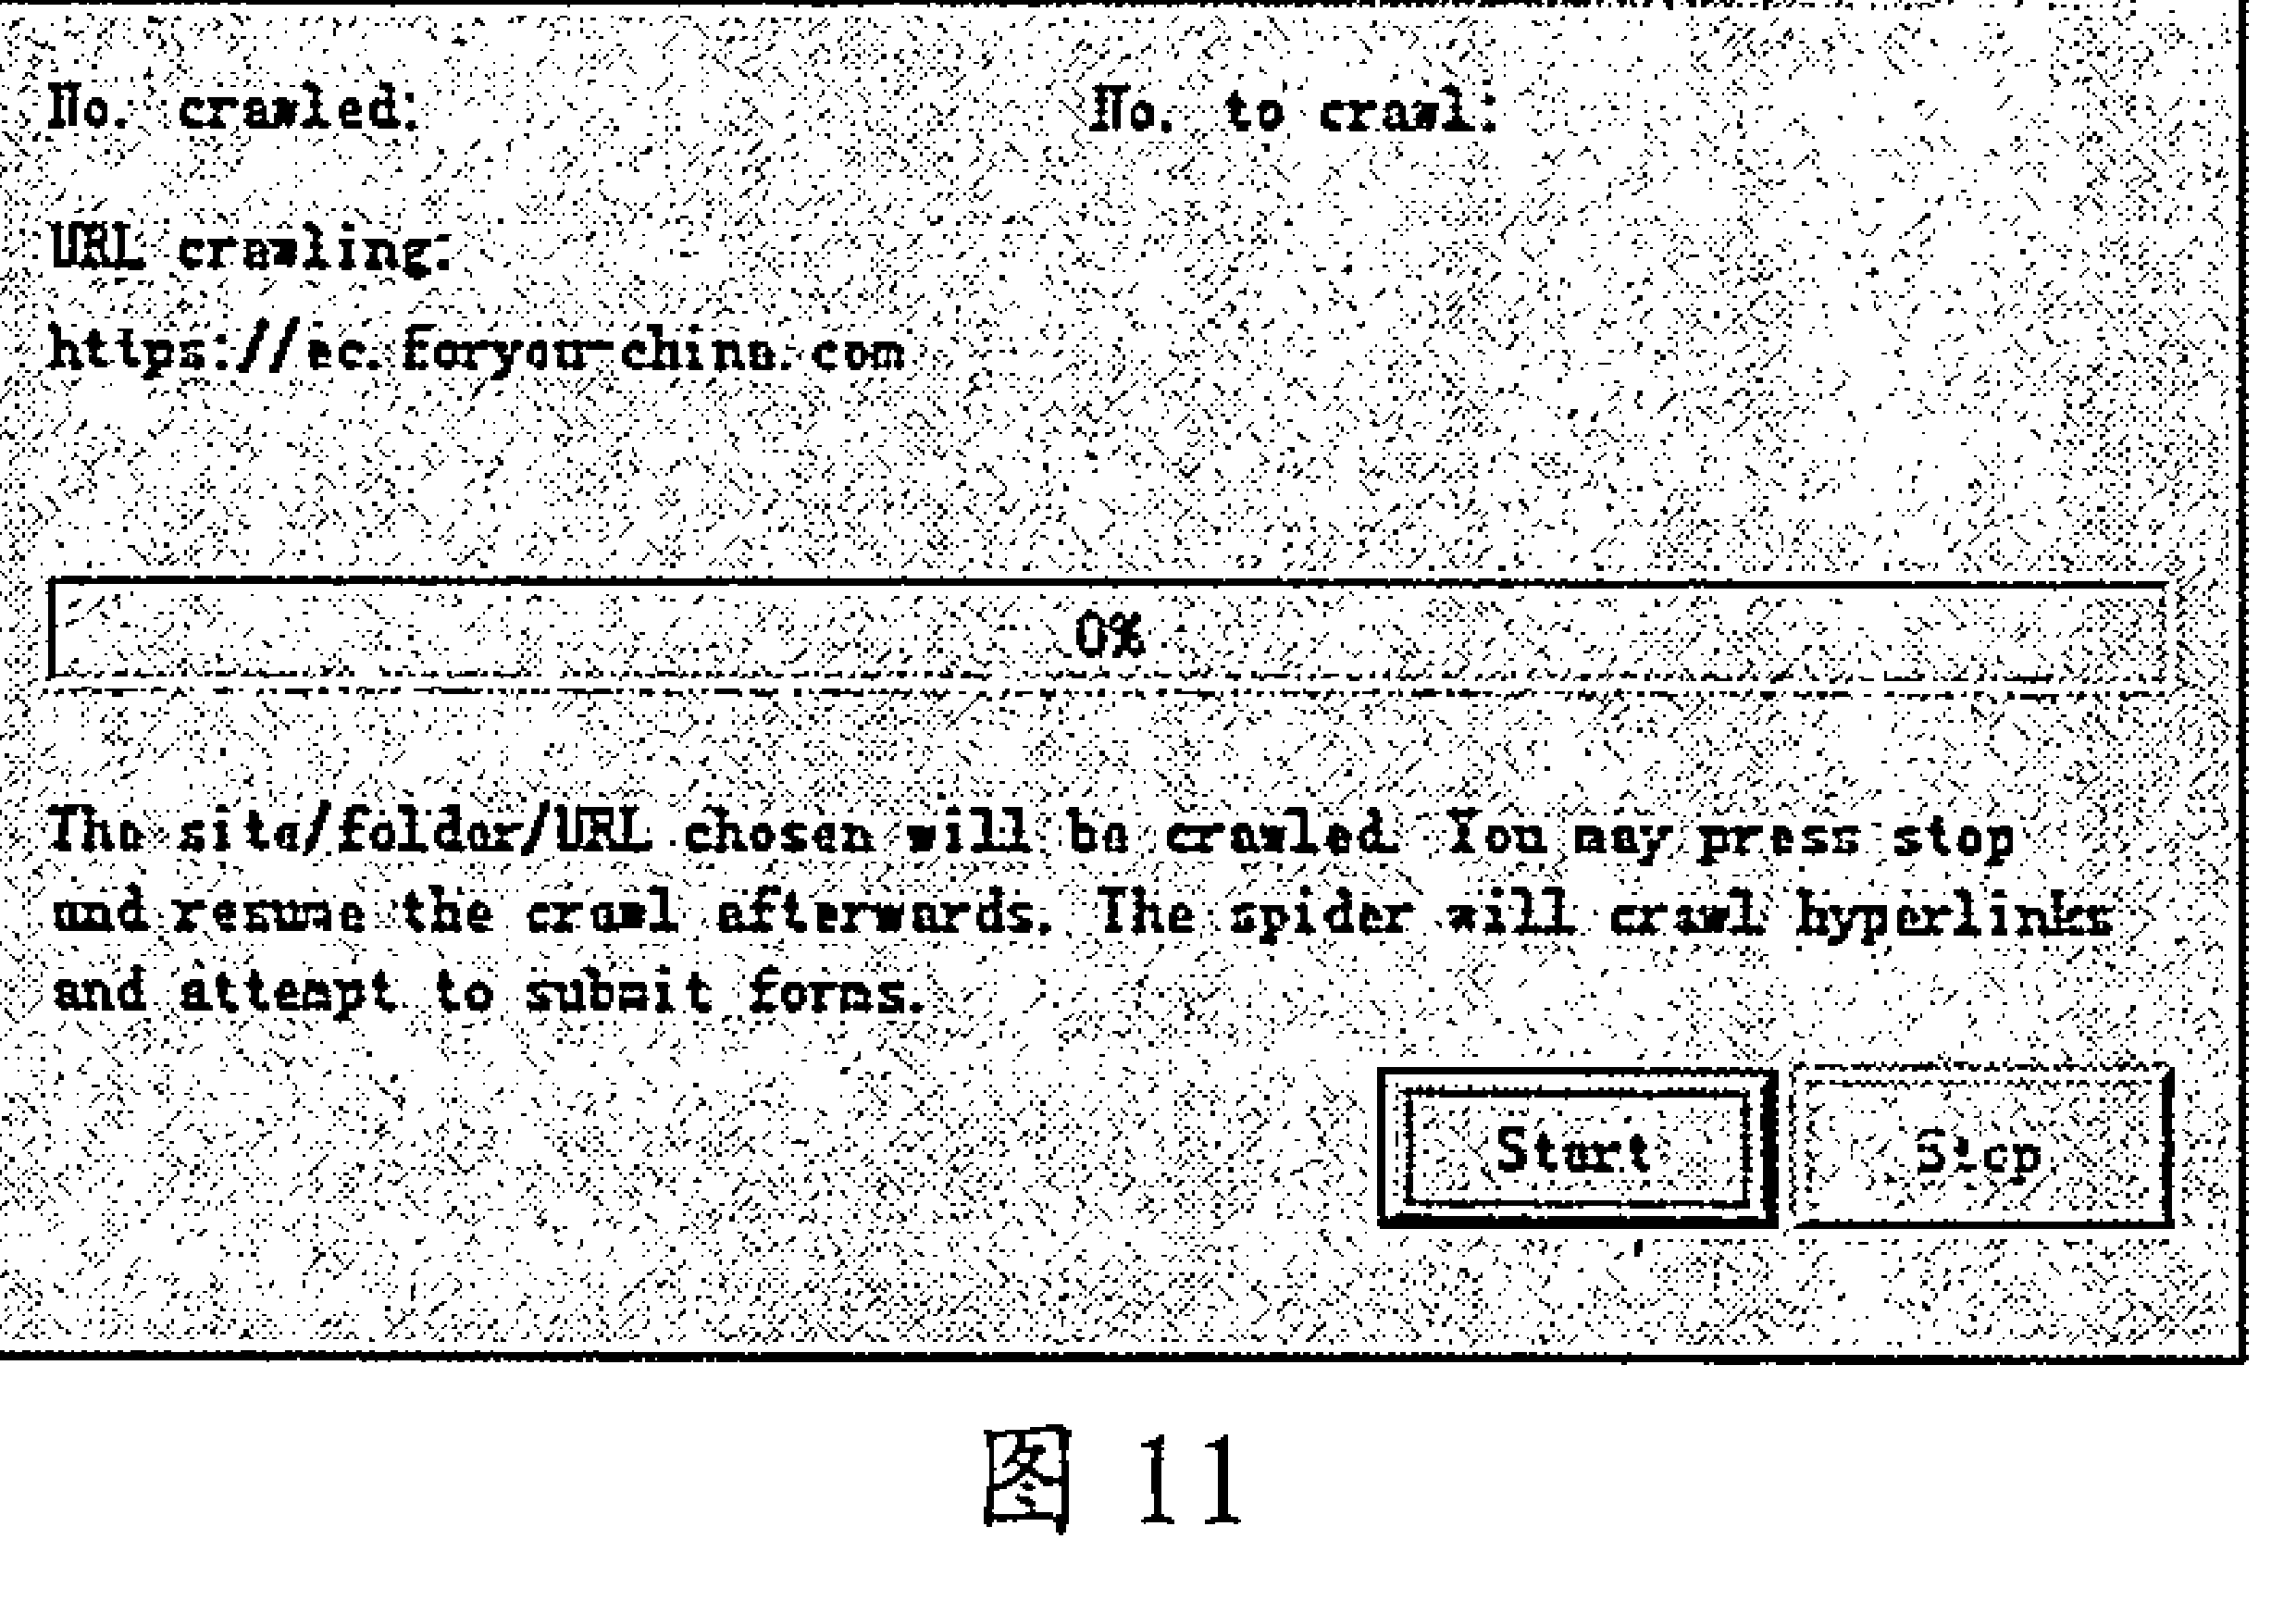 No. crawled: No. to crawl:
URL crawling:
https://ec.foryou-china.com
0%
The site/folder/URL chosen will be crawled. You may press stop
and resume the crawl afterwards. The spider will crawl hyperlinks
and attempt to submit forms.
Start Stop
图 11